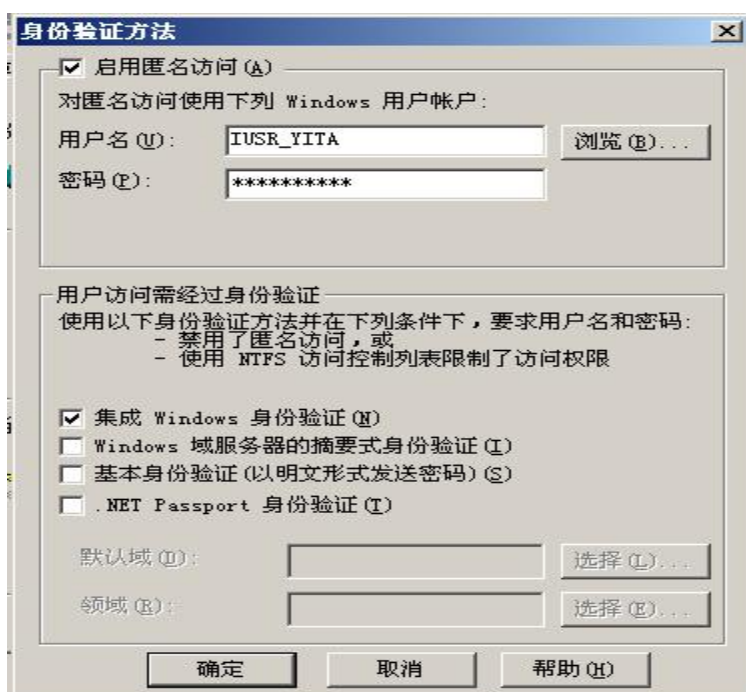 身份验证方法
启用匿名访问(A)
对匿名访问使用下列 Windows 用户帐户:
用户名(U): IUSR_YITA 浏览(B)...
密码(P): **********
用户访问需经过身份验证
使用以下身份验证方法并在下列条件下，要求用户名和密码:
- 禁用了匿名访问，或
- 使用 NTFS 访问控制列表限制了访问权限
集成 Windows 身份验证(N)
Windows 域服务器的摘要式身份验证(I)
基本身份验证(以明文形式发送密码)(S)
.NET Passport 身份验证(T)
默认域(D): 选择(L)...
领域(R): 选择(E)...
确定 取消 帮助(H)